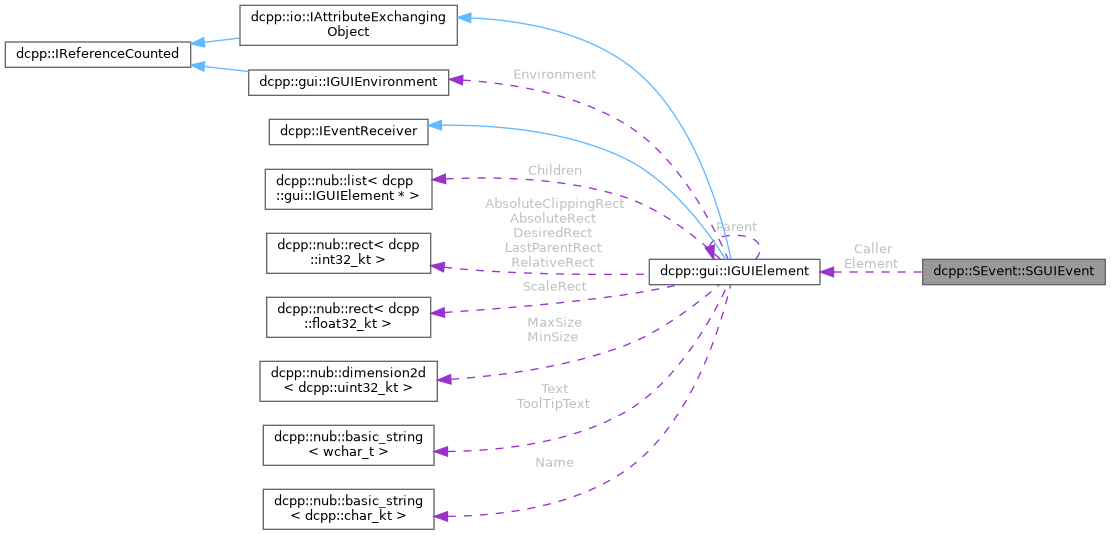 dcpp::io::IAttributeExchanging
Object
dcpp::IReferenceCounted
dcpp::gui::IGUIEnvironment
Environment
dcpp::IEventReceiver
dcpp::nub::list< dcpp
::gui::IGUIElement * >
Children
AbsoluteClippingRect
AbsoluteRect
DesiredRect
LastParentRect
RelativeRect
dcpp::nub::rect< dcpp
::int32_kt >
Parent
dcpp::gui::IGUIElement
Caller
Element
dcpp::SEvent::SGUIEvent
ScaleRect
dcpp::nub::rect< dcpp
::float32_kt >
MaxSize
MinSize
dcpp::nub::dimension2d
< dcpp::uint32_kt >
Text
ToolTipText
dcpp::nub::basic_string
< wchar_t >
Name
dcpp::nub::basic_string
< dcpp::char_kt >